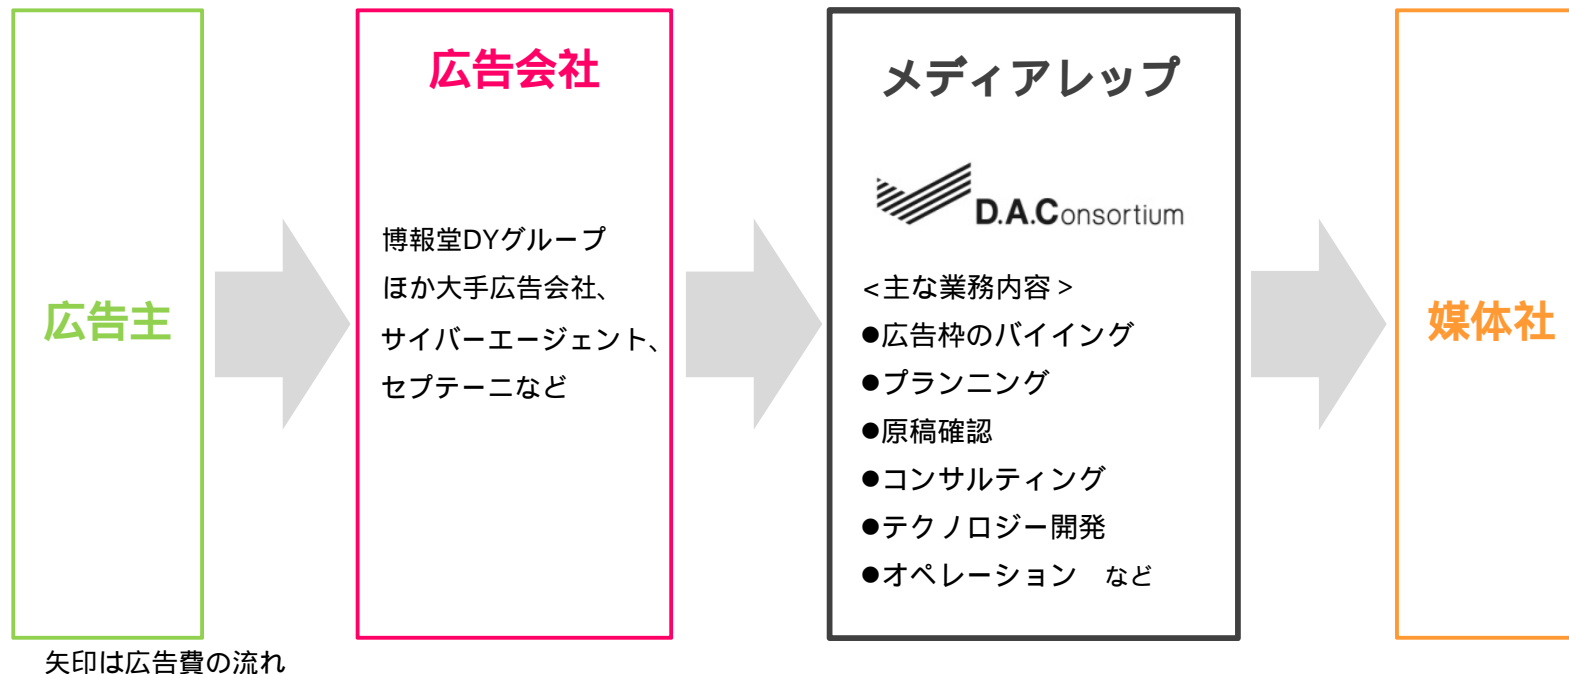 広告主
広告会社
博報堂DYグループ
ほか大手広告会社、
サイバーエージェント、
セプテーニなど
メディアレップ
D.A.Consortium
<主な業務内容>
●広告枠のバイイング
●プランニング
●原稿確認
●コンサルティング
●テクノロジー開発
●オペレーション　など
媒体社
矢印は広告費の流れ